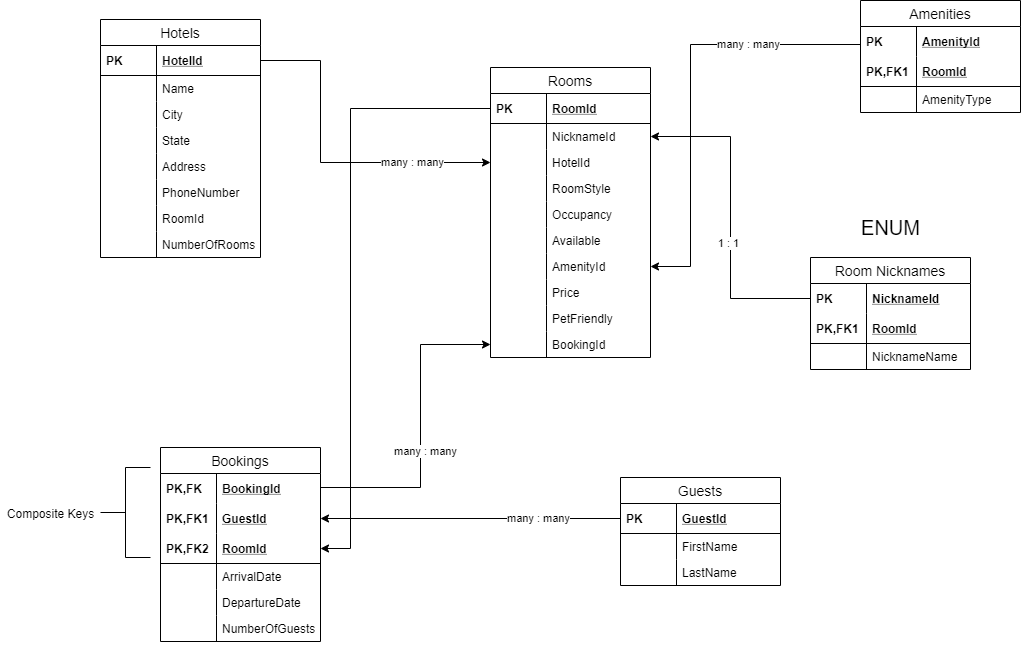 Hotels
PK HotelId
Name
City
State
Address
PhoneNumber
RoomId
NumberOfRooms
many : many
Rooms
PK RoomId
NicknameId
HotelId
RoomStyle
Occupancy
Available
AmenityId
Price
PetFriendly
BookingId
many : many
Amenities
PK AmenityId
PK,FK1 RoomId
AmenityType
1 : 1
ENUM
Room Nicknames
PK NicknameId
PK,FK1 RoomId
NicknameName
many : many
Composite Keys
Bookings
PK,FK BookingId
PK,FK1 GuestId
PK,FK2 RoomId
ArrivalDate
DepartureDate
NumberOfGuests
many : many
Guests
PK GuestId
FirstName
LastName